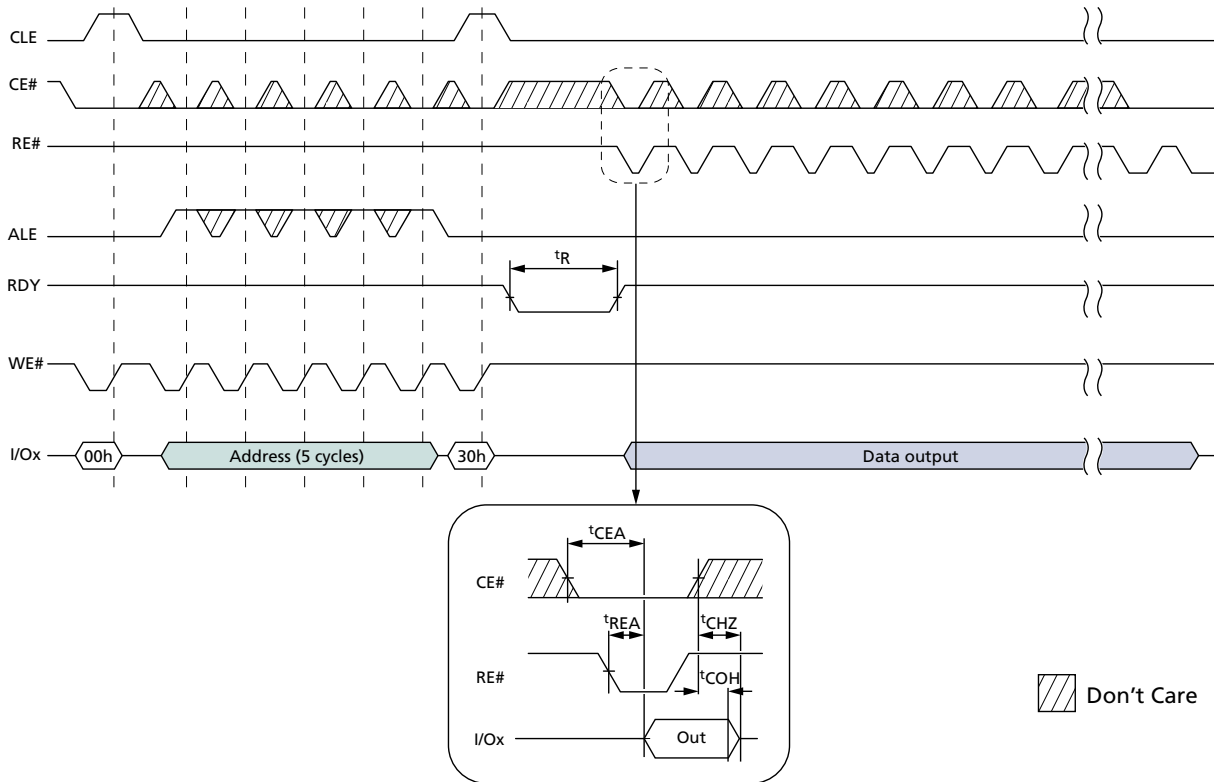 CLE
CE#
RE#
ALE
tR
RDY
WE#
I/Ox
00h
Address (5 cycles)
30h
Data output
tCEA
CE#
tREA
tCHZ
RE#
tCOH
I/Ox
Out
Don't Care